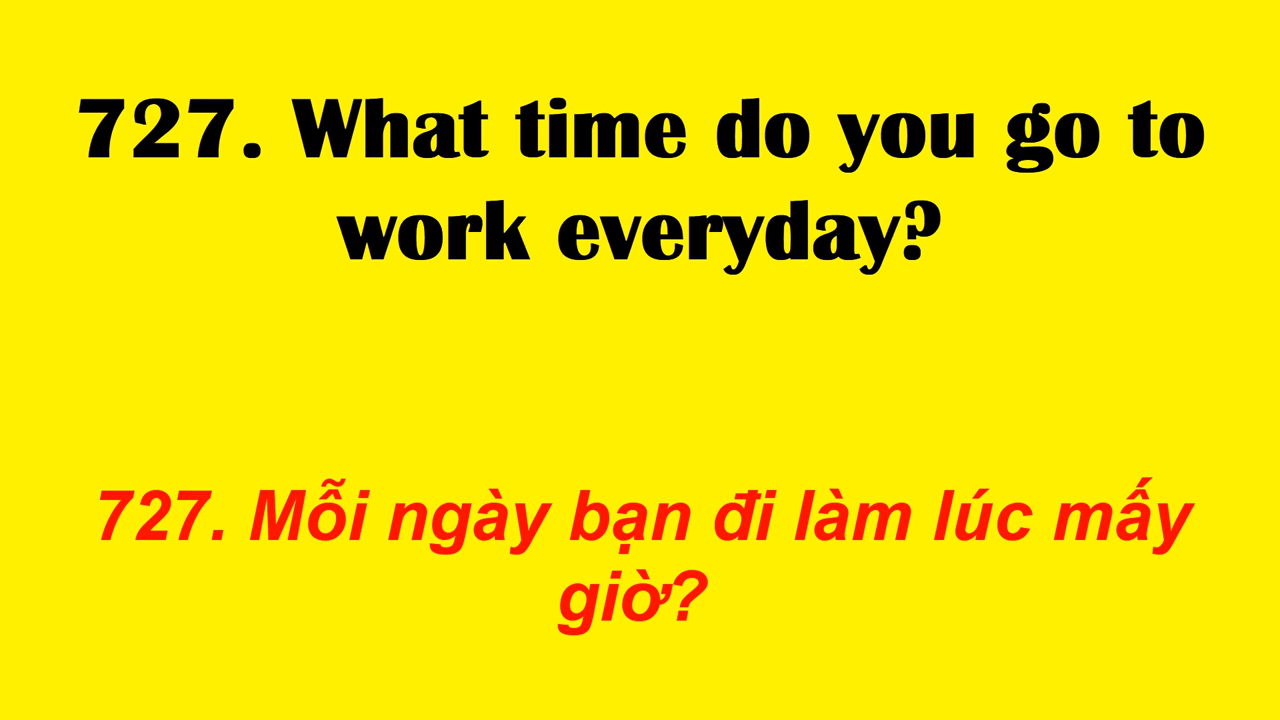 727. What time do you go to
work everyday?
727. Mỗi ngày bạn đi làm lúc mấy
giờ?